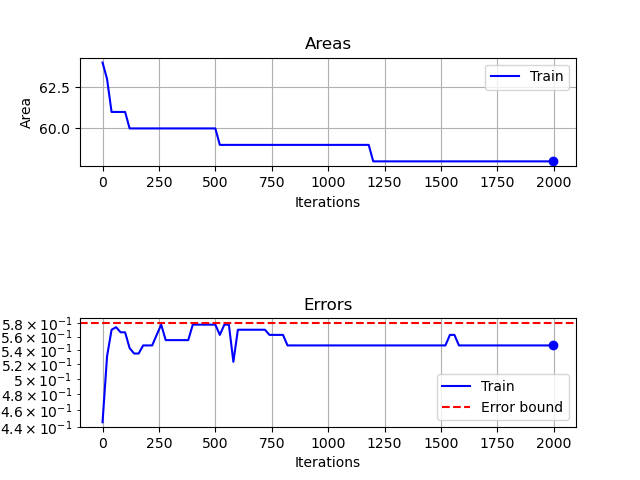 Areas
Area
62.5
60.0
Train
0 250 500 750 1000 1250 1500 1750 2000
Iterations
Errors
5.8 × 10⁻¹
5.6 × 10⁻¹
5.4 × 10⁻¹
5.2 × 10⁻¹
5 × 10⁻¹
4.8 × 10⁻¹
4.6 × 10⁻¹
4.4 × 10⁻¹
Train
Error bound
0 250 500 750 1000 1250 1500 1750 2000
Iterations